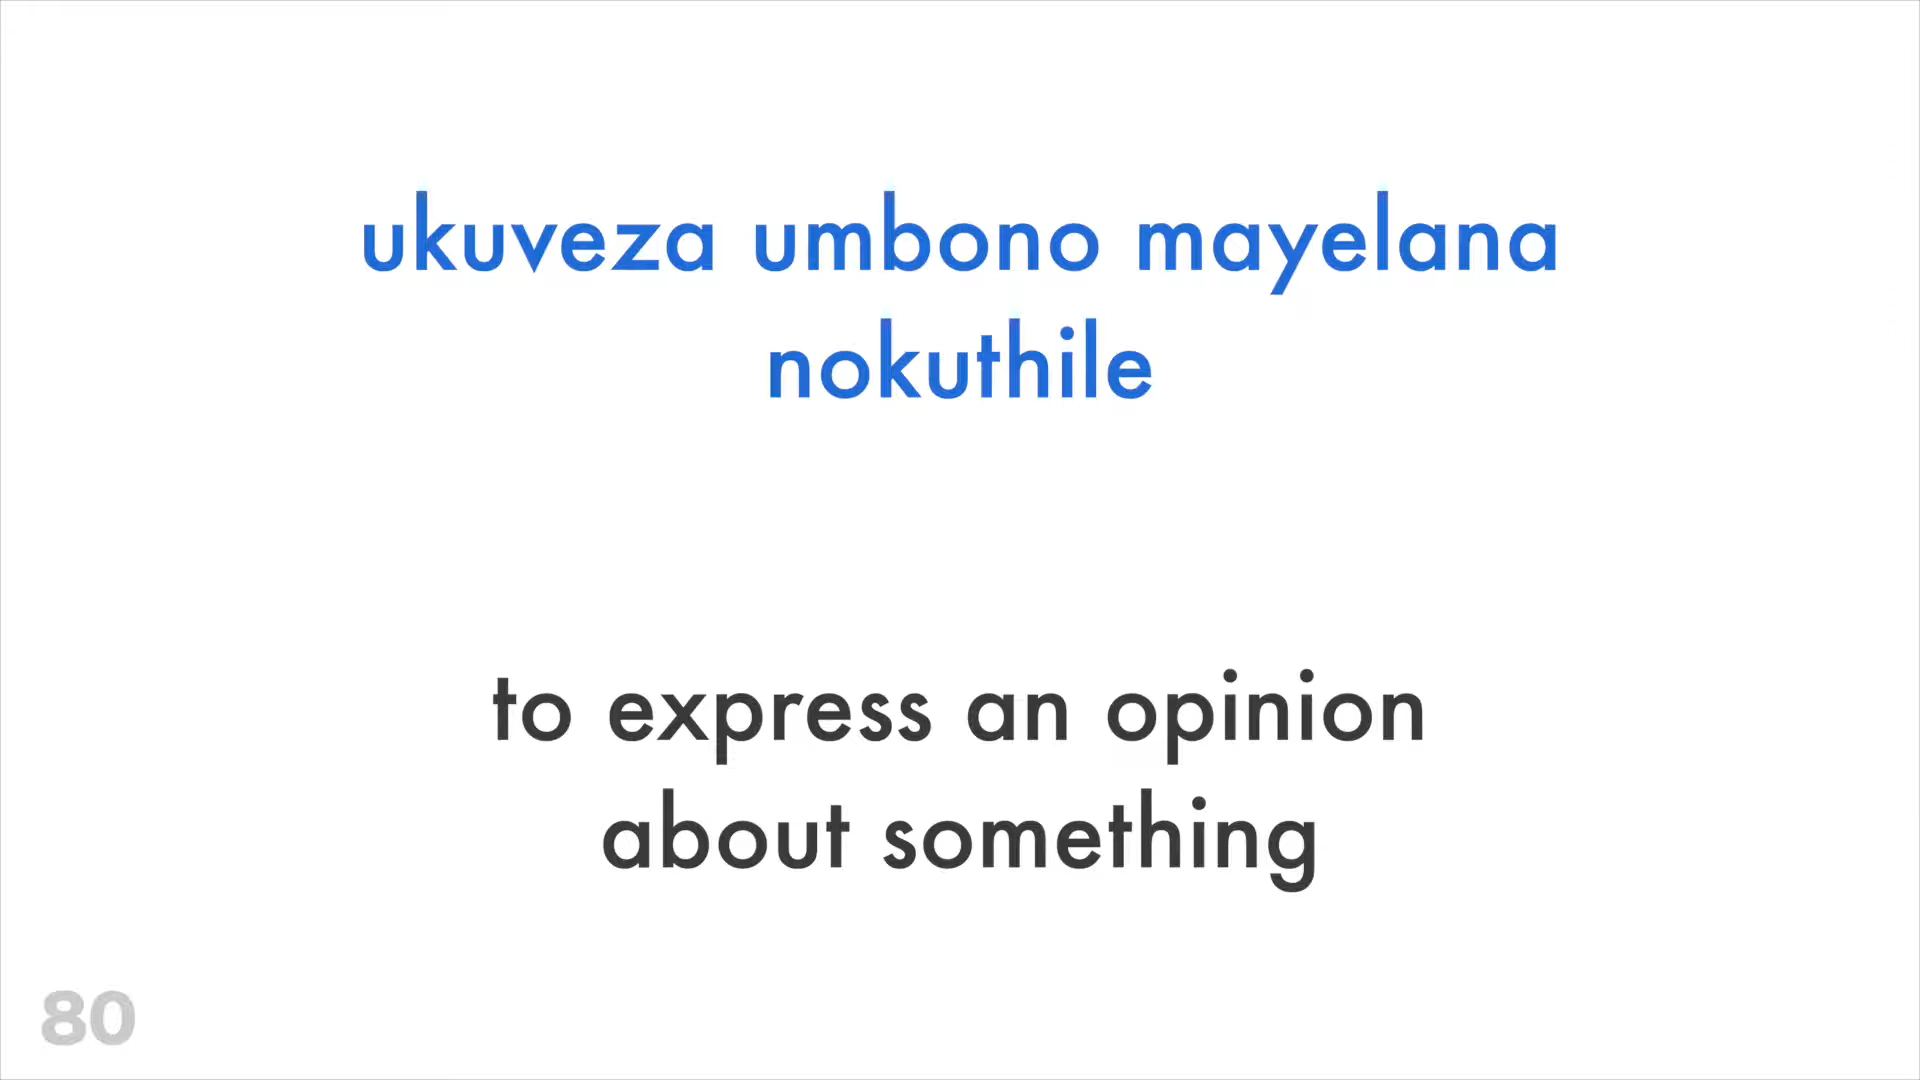 ukuveza umbono mayelana
nokuthile
to express an opinion
about something
80